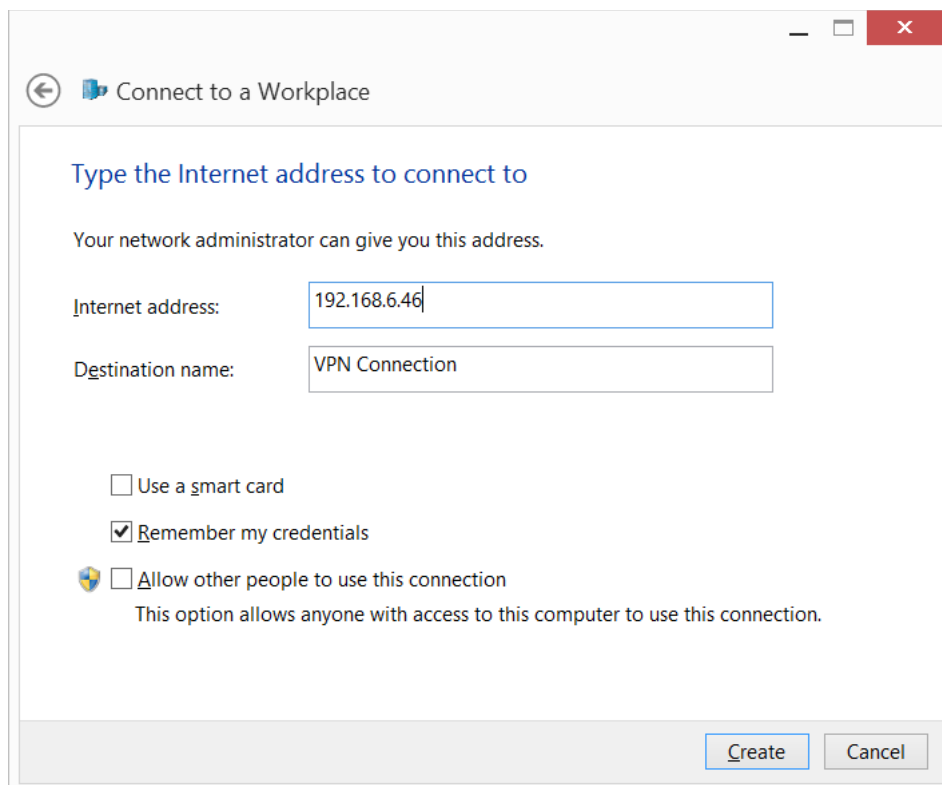 Connect to a Workplace
Type the Internet address to connect to
Your network administrator can give you this address.
Internet address: 192.168.6.46
Destination name: VPN Connection
Use a smart card
Remember my credentials
Allow other people to use this connection
This option allows anyone with access to this computer to use this connection.
Create Cancel